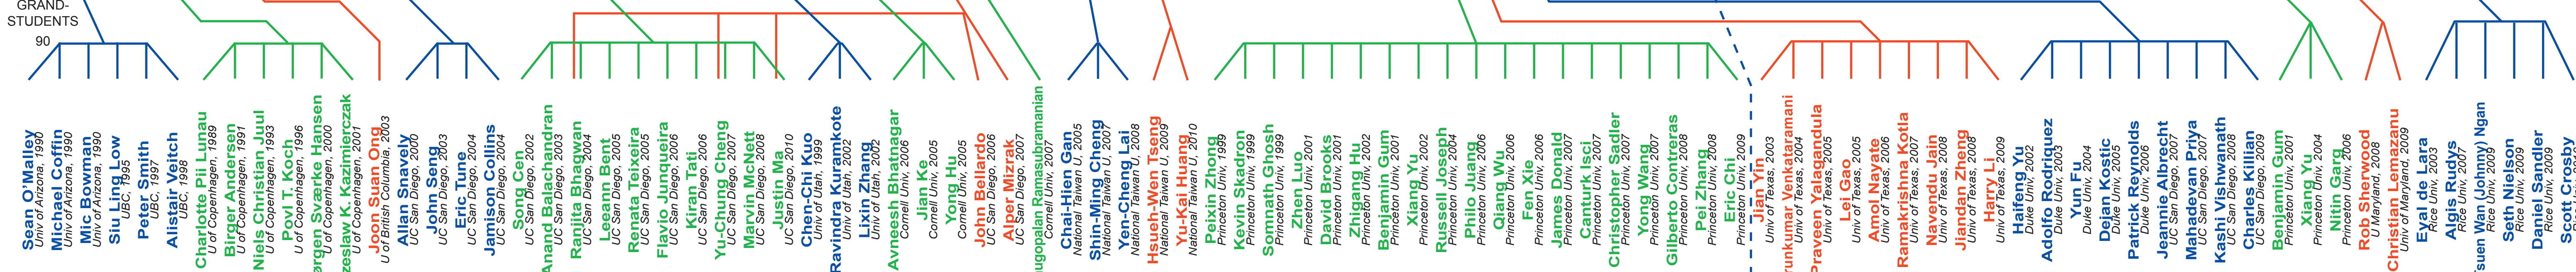 GRAND-
STUDENTS
90
Sean O'Malley
Univ of Arizona, 1990
Michael Coffin
Univ of Arizona, 1990
Mic Bowman
Univ of Arizona, 1990
Siu Ling Low
UBC, 1995
Peter Smith
UBC, 1997
Alistair Veitch
UBC, 1998
Charlotte Pii Lunau
U of Copenhagen, 1989
Birger Andersen
U of Copenhagen, 1991
Niels Christian Juul
U of Copenhagen, 1993
Povl T. Koch
U of Copenhagen, 1996
ørgen Sværke Hansen
U of Copenhagen, 2000
zeslaw K. Kazimierczak
U of Copenhagen, 2001
Joon Suan Ong
U of British Columbia, 2003
Allan Snavely
UC San Diego, 2000
John Seng
UC San Diego, 2003
Eric Tune
UC San Diego, 2004
Jamison Collins
UC San Diego, 2004
Song Cen
UC San Diego, 2002
Anand Balachandran
UC San Diego, 2003
Ranjita Bhagwan
UC San Diego, 2004
Leeann Bent
UC San Diego, 2005
Renata Teixeira
UC San Diego, 2005
Flavio Junqueira
UC San Diego, 2006
Kiran Tati
UC San Diego, 2006
Yu-Chung Cheng
UC San Diego, 2007
Marvin McNett
UC San Diego, 2008
Justin Ma
UC San Diego, 2010
Chen-Chi Kuo
Univ of Utah, 1999
Ravindra Kuramkote
Univ of Utah, 2002
Lixin Zhang
Univ of Utah, 2002
Avneesh Bhatnagar
Cornell Univ, 2006
Jian Ke
Cornell Univ, 2005
Yong Hu
Cornell Univ, 2005
John Bellardo
UC San Diego, 2006
Alper Mizrak
UC San Diego, 2007
augopalan Ramasubramanian
Cornell Univ, 2007
Chai-Hien Gan
National Taiwan U, 2005
Shin-Ming Cheng
National Taiwan U, 2007
Yen-Cheng Lai
National Taiwan U, 2008
Hsueh-Wen Tseng
National Taiwan U, 2009
Yu-Kai Huang
National Taiwan U, 2010
Peixin Zhong
Princeton Univ, 1999
Kevin Skadron
Princeton Univ, 1999
Somnath Ghosh
Princeton Univ, 1999
Zhen Luo
Princeton Univ, 2001
David Brooks
Princeton Univ, 2001
Zhigang Hu
Princeton Univ, 2002
Benjamin Gum
Princeton Univ, 2001
Xiang Yu
Princeton Univ, 2002
Russell Joseph
Princeton Univ, 2004
Philo Juang
Princeton Univ, 2006
Qiang Wu
Princeton Univ, 2006
Fen Xie
Princeton Univ, 2006
James Donald
Princeton Univ, 2007
Canturk Isci
Princeton Univ, 2007
Christopher Sadler
Princeton Univ, 2007
Yong Wang
Princeton Univ, 2007
Gilberto Contreras
Princeton Univ, 2008
Pei Zhang
Princeton Univ, 2008
Eric Chi
Princeton Univ, 2009
Jian Yin
Univ of Texas, 2003
runkumar Venkataramani
Univ of Texas, 2004
Praveen Yalagandula
Univ of Texas, 2005
Lei Gao
Univ of Texas, 2005
Amol Nayate
Univ of Texas, 2006
Ramakrishna Kotla
Univ of Texas, 2008
Navendu Jain
Univ of Texas, 2008
Jiandan Zheng
Univ of Texas, 2008
Harry Li
Univ of Texas, 2009
Haifeng Yu
Duke Univ, 2002
Adolfo Rodriguez
Duke Univ, 2003
Yun Fu
Duke Univ, 2004
Dejan Kostic
Duke Univ, 2005
Patrick Reynolds
Duke Univ, 2006
Jeannie Albrecht
UC San Diego, 2007
Mahadevan Priya
UC San Diego, 2007
Kashi Vishwanath
UC San Diego, 2008
Charles Killian
UC San Diego, 2009
Benjamin Gum
Princeton Univ, 2001
Xiang Yu
Princeton Univ, 2004
Nitin Garg
Princeton Univ, 2006
Rob Sherwood
U Maryland, 2008
Christian Lemazzanu
Univ of Maryland, 2009
Eyal de Lara
Rice Univ, 2003
Algis Rudys
Rice Univ, 2007
suen Wan (Johnny) Ngan
Rice Univ, 2009
Seth Nielson
Rice Univ, 2009
Daniel Sandler
Rice Univ, 2009
Scott Crosby